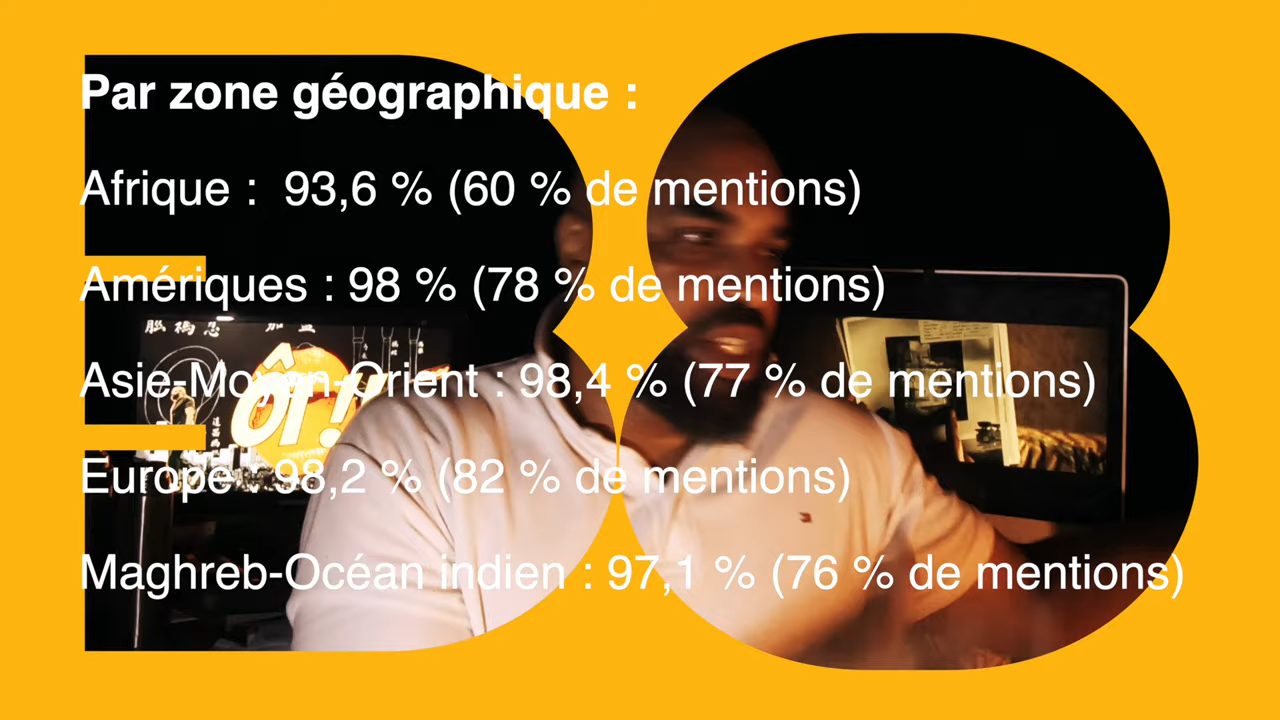 Par zone géographique :
Afrique :  93,6 % (60 % de mentions)
Amériques : 98 % (78 % de mentions)
Asie-Moyen-Orient : 98,4 % (77 % de mentions)
Europe : 98,2 % (82 % de mentions)
Maghreb-Océan indien : 97,1 % (76 % de mentions)
ÔÏ!!